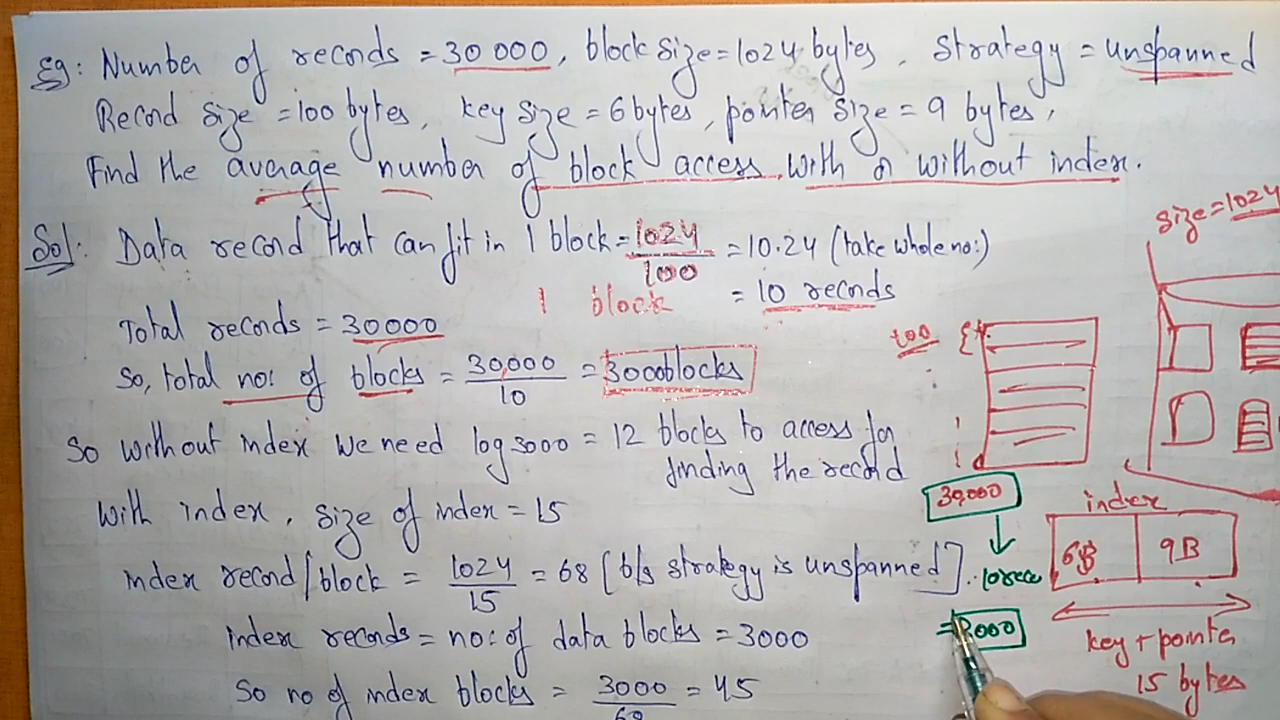 Eg: Number of records = 30000, block size = 1024 bytes, strategy = unspanned
Record size = 100 bytes, key size = 6 bytes, pointer size = 9 bytes,
Find the average number of block access with or without index.
Sol: Data record that can fit in 1 block = 1024/100 = 10.24 (take whole no:)
= 10 records
1 block
Total records = 30000
So, total no: of blocks = 30,000/10 = 3000 blocks
So without index we need log 3000 = 12 blocks to access for
finding the record
With index, size of index = 15
index record/block = 1024/15 = 68 [b/s strategy is unspanned].
index records = no: of data blocks = 3000
So no of index blocks = 3000/68 = 45
size = 1024
100
30,000
10 rec
= 3000
index
6B 9B
key + pointer
15 bytes